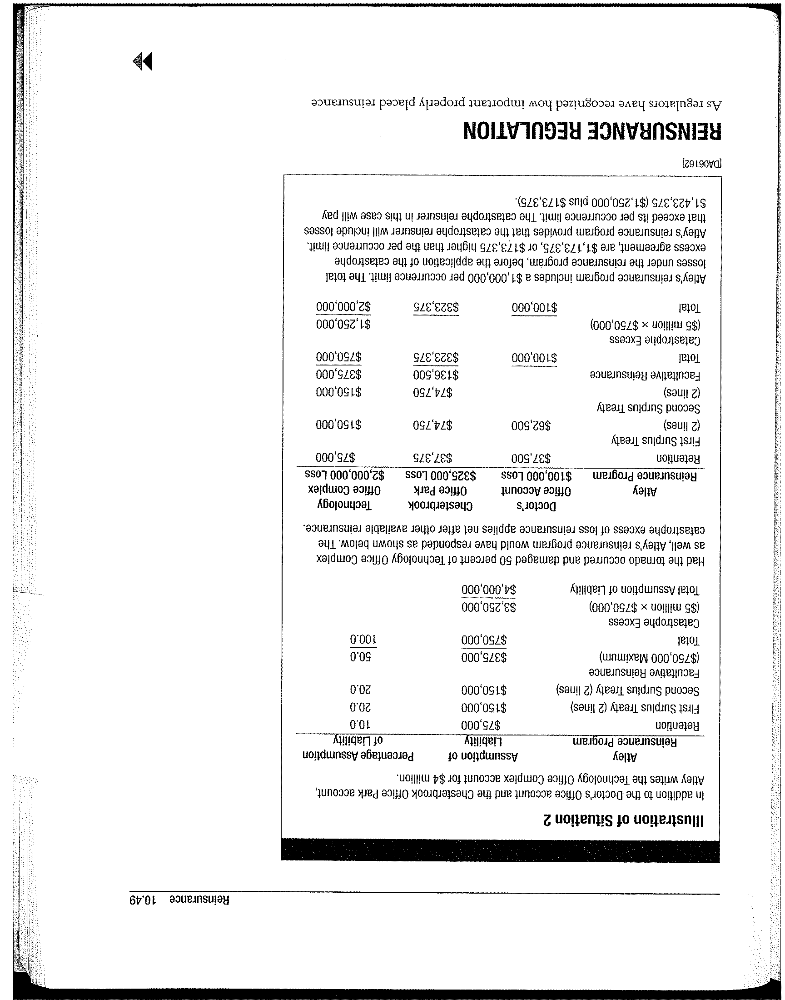 Reinsurance 10.49
Illustration of Situation 2
In addition to the Doctor's Office account and the Chesterbrook Office Park account,
Atley writes the Technology Office Complex account for $4 million.
Atley Assumption of Percentage Assumption
Reinsurance Program Liability of Liability
Retention $75,000 10.0
First Surplus Treaty (2 lines) $150,000 20.0
Second Surplus Treaty (2 lines) $150,000 20.0
Facultative Reinsurance
($750,000 Maximum) $375,000 50.0
Total $750,000 100.0
Catastrophe Excess
($5 million × $750,000) $3,250,000
Total Assumption of Liability $4,000,000
Had the tornado occurred and damaged 50 percent of Technology Office Complex
as well, Atley's reinsurance program would have responded as shown below. The
catastrophe excess of loss reinsurance applies net after other available reinsurance.
Doctor's Chesterbrook Technology
Atley Office Account Office Park Office Complex
Reinsurance Program $100,000 Loss $325,000 Loss $2,000,000 Loss
Retention $37,500 $37,375 $75,000
First Surplus Treaty
(2 lines) $62,500 $74,750 $150,000
Second Surplus Treaty
(2 lines) $74,750 $150,000
Facultative Reinsurance $136,500 $375,000
Total $100,000 $323,375 $750,000
Catastrophe Excess
($5 million × $750,000) $1,250,000
Total $100,000 $323,375 $2,000,000
Atley's reinsurance program includes a $1,000,000 per occurrence limit. The total
losses under the reinsurance program, before the application of the catastrophe
excess agreement, are $1,173,375, or $173,375 higher than the per occurrence limit.
Atley's reinsurance program provides that the catastrophe reinsurer will include losses
that exceed its per occurrence limit. The catastrophe reinsurer in this case will pay
$1,423,375 ($1,250,000 plus $173,375).
[DA06162]
REINSURANCE REGULATION
As regulators have recognized how important properly placed reinsurance